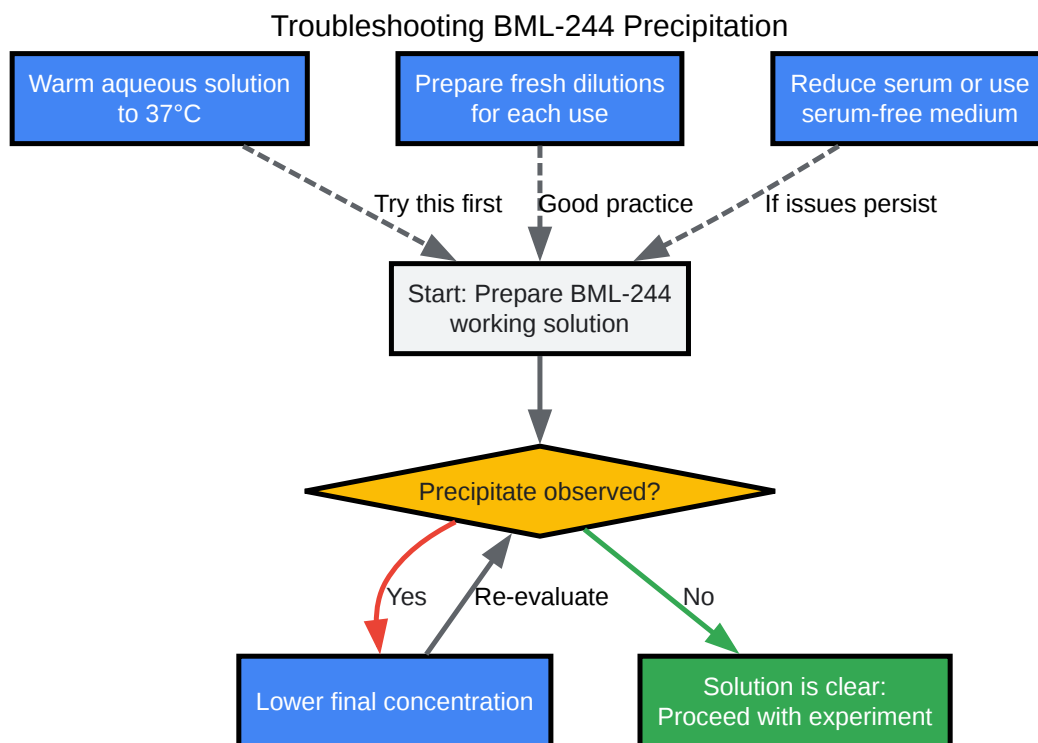 Troubleshooting BML-244 Precipitation
Warm aqueous solution
to 37°C
Prepare fresh dilutions
for each use
Reduce serum or use
serum-free medium
Try this first
Good practice
If issues persist
Start: Prepare BML-244
working solution
Precipitate observed?
Yes
Re-evaluate
No
Lower final concentration
Solution is clear:
Proceed with experiment